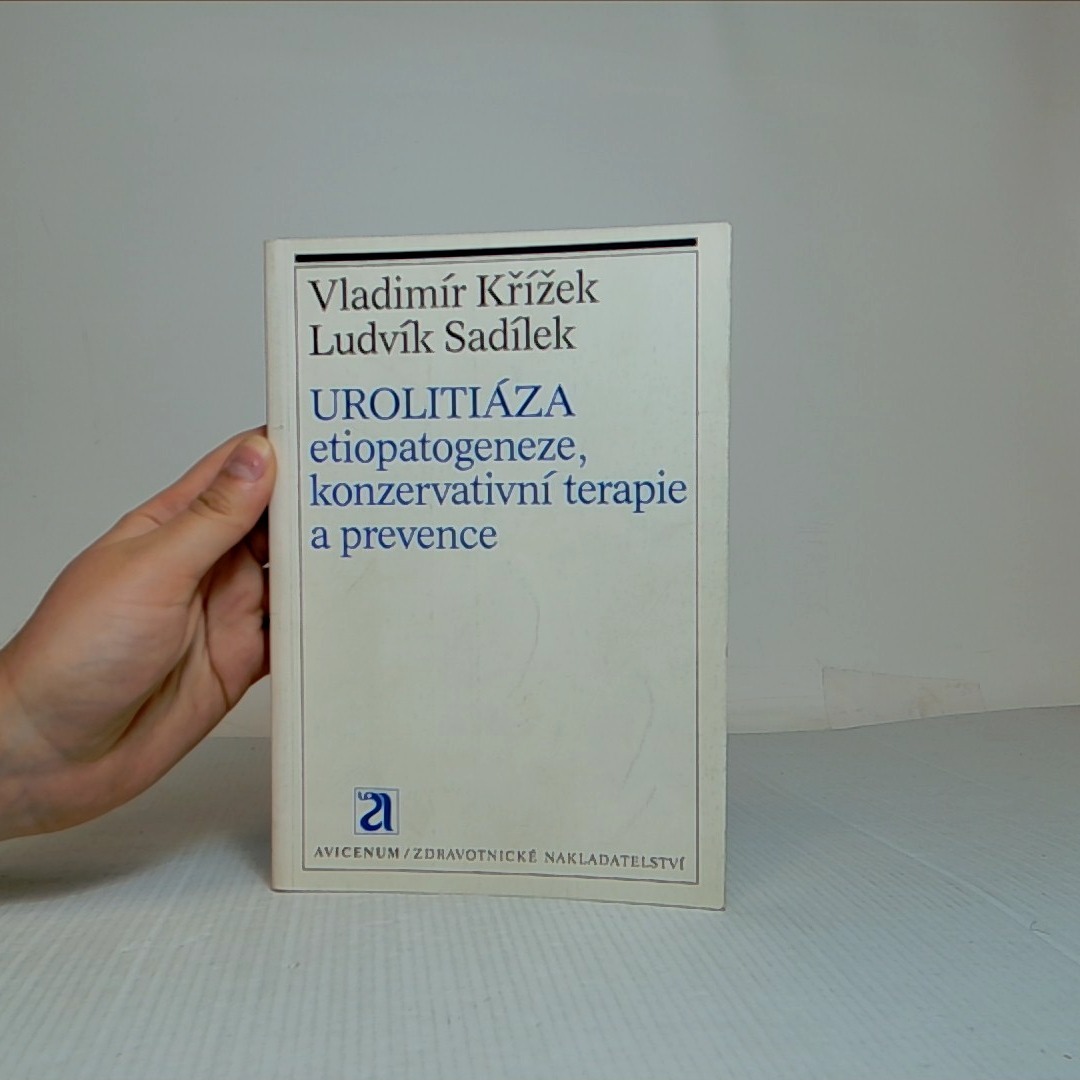 Vladimír Křížek
Ludvík Sadílek
UROLITIÁZA
etiopatogeneze,
konzervativní terapie
a prevence
AVICENUM / ZDRAVOTNICKÉ NAKLADATELSTVÍ